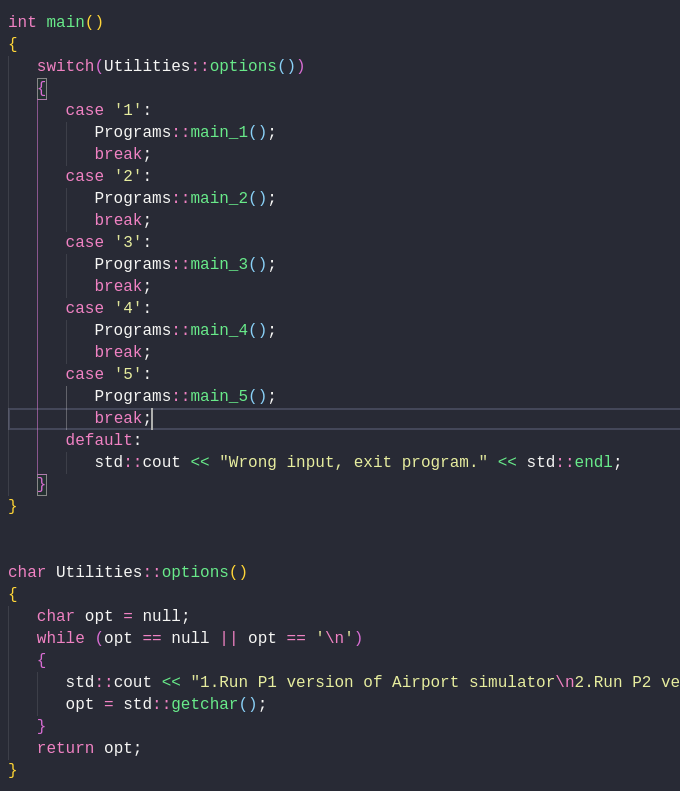 int main()
{
   switch(Utilities::options())
   {
      case '1':
         Programs::main_1();
         break;
      case '2':
         Programs::main_2();
         break;
      case '3':
         Programs::main_3();
         break;
      case '4':
         Programs::main_4();
         break;
      case '5':
         Programs::main_5();
         break;
      default:
         std::cout << "Wrong input, exit program." << std::endl;
   }
}
char Utilities::options()
{
   char opt = null;
   while (opt == null || opt == '\n')
   {
      std::cout << "1.Run P1 version of Airport simulator\n2.Run P2 ve
      opt = std::getchar();
   }
   return opt;
}